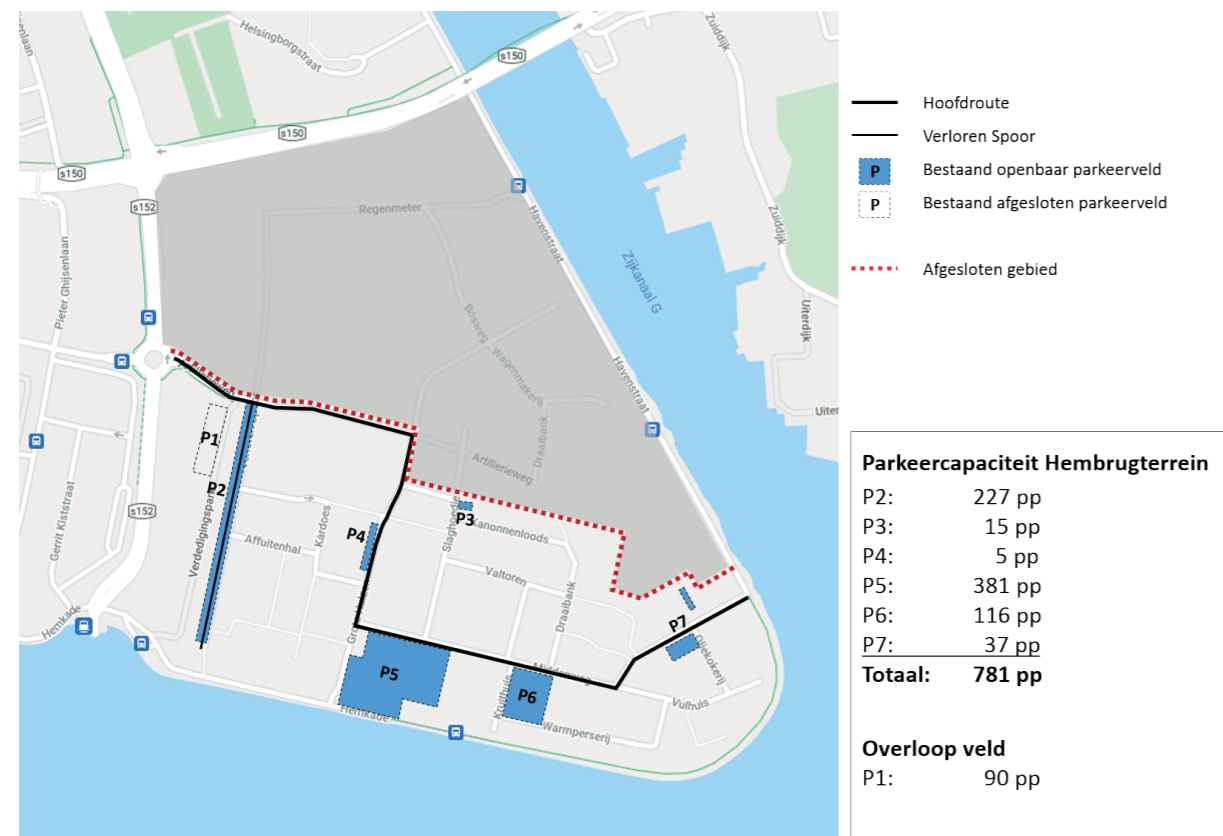 Helsingborgstraat
s150
Zuiddijk
s150
s150
s152
Regenmeter
Havenstraat
Zuiddijk
Pieter Ghijsenlaan
Zijkanaal G
Uiterdijk
Bosweg
Wagenmakerij
Havenstraat
Draaibank
Artillerieweg
Gerrit Kiststraat
s152
P1
P2
Verdedigingspark
Kardoes
Affuitenhal
P4
Slaghoedje
P3
Kanonnenloods
Valtoren
Draaibank
P7
Oliekokerij
Hemkade
P5
Middenweg
P6
Kruithuis
Vulhuis
Warmperserij
Hemkade
Hoofdroute
Verloren Spoor
P Bestaand openbaar parkeerveld
P Bestaand afgesloten parkeerveld
Afgesloten gebied
Parkeercapaciteit Hembrugterrein
P2: 227 pp
P3: 15 pp
P4: 5 pp
P5: 381 pp
P6: 116 pp
P7: 37 pp
Totaal: 781 pp
Overloop veld
P1: 90 pp